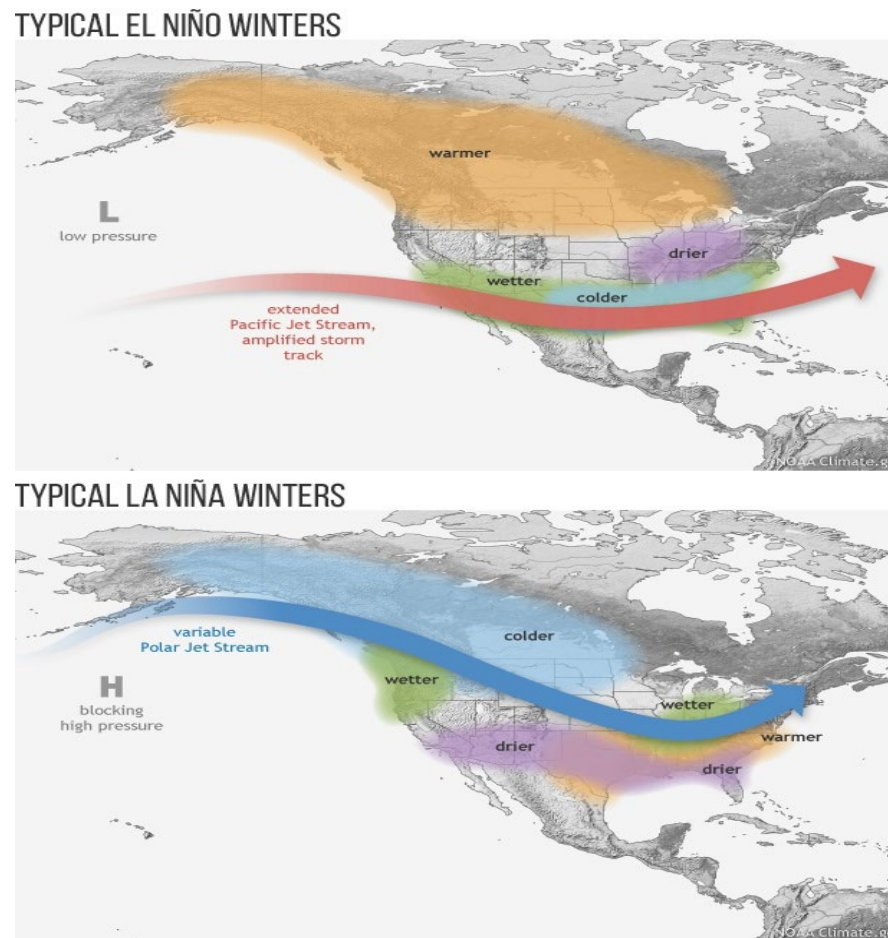 TYPICAL EL NIÑO WINTERS
warmer
L
low pressure
drier
wetter
colder
extended
Pacific Jet Stream,
amplified storm
track
NOAA Climate.g
TYPICAL LA NIÑA WINTERS
variable
Polar Jet Stream
colder
H
blocking
high pressure
wetter
wetter
warmer
drier
drier
NOAA Climate.g